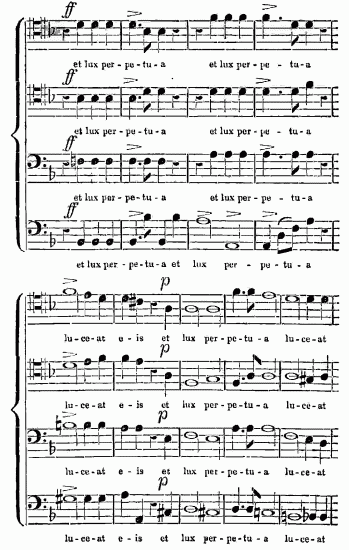 ff
et lux per - pe - tu - a et lux per - pe - tu - a
ff
et lux per - pe - tu - a et lux per - pe - tu - a
ff
et lux per - pe - tu - a et lux per - pe - tu - a
ff
et lux per - pe - tu - a et lux per - pe - tu - a
p
lu - ce - at e - is et lux per - pe - tu - a lu - ce - at
p
lu - ce - at e - is et lux per - pe - tu - a lu - ce - at
p
lu - ce - at e - is et lux per - pe - tu - a lu - ce - at
p
lu - ce - at e - is et lux per - pe - tu - a lu - ce - at